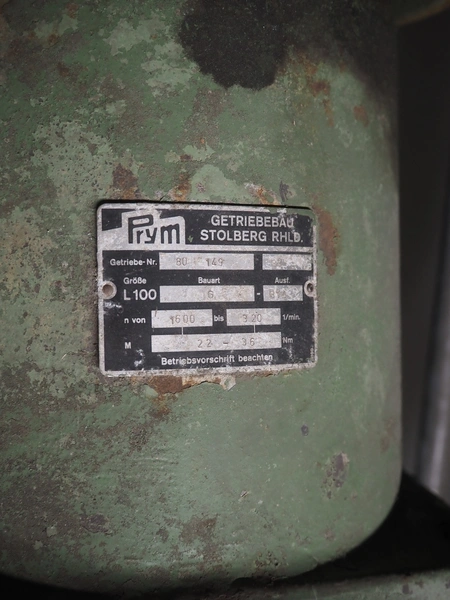 Prym GETRIEBEBAU
STOLBERG RHLD.
Getriebe-Nr. 80 149
Größe Bauart Ausf.
L 100 6 -
n von 1600 bis 320 1/min.
M 22 - 36 Nm
Betriebsvorschrift beachten